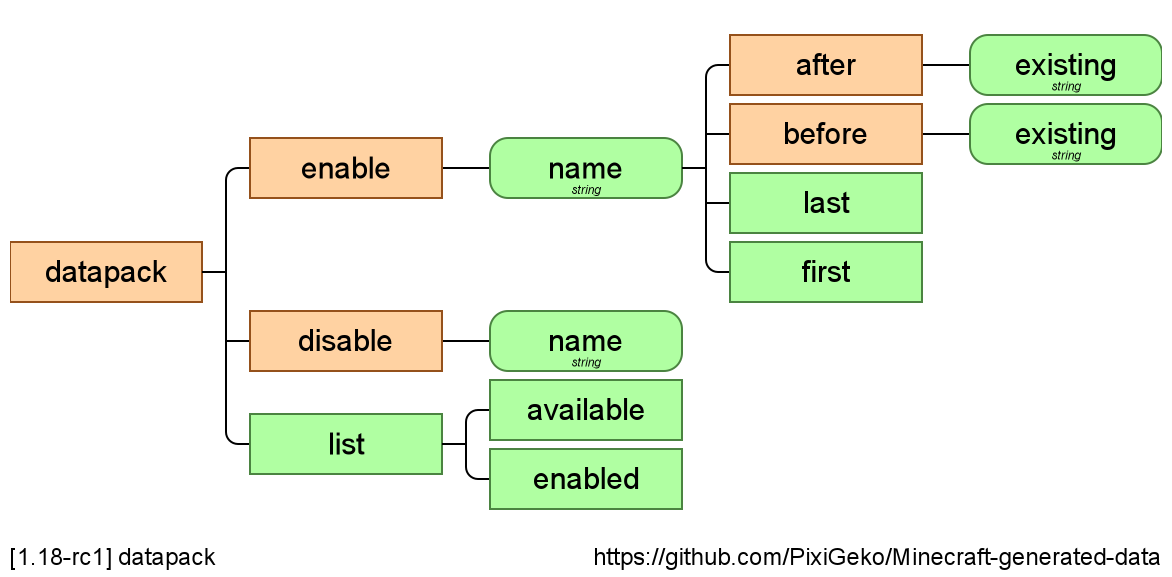 after
existing
string
before
existing
string
enable
name
string
last
first
datapack
disable
name
string
available
list
enabled
[1.18-rc1] datapack
https://github.com/PixiGeko/Minecraft-generated-data